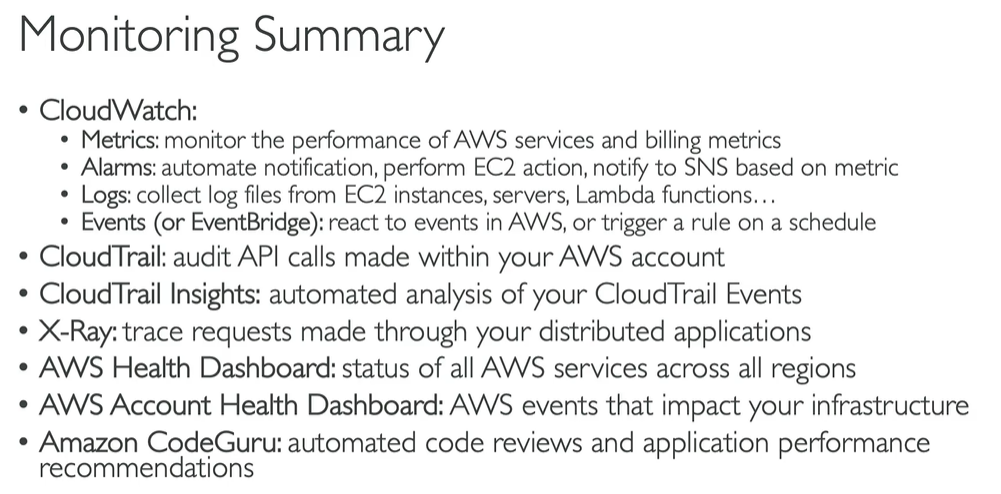 Monitoring Summary
• CloudWatch:
• Metrics: monitor the performance of AWS services and billing metrics
• Alarms: automate notification, perform EC2 action, notify to SNS based on metric
• Logs: collect log files from EC2 instances, servers, Lambda functions…
• Events (or EventBridge): react to events in AWS, or trigger a rule on a schedule
• CloudTrail: audit API calls made within your AWS account
• CloudTrail Insights: automated analysis of your CloudTrail Events
• X-Ray: trace requests made through your distributed applications
• AWS Health Dashboard: status of all AWS services across all regions
• AWS Account Health Dashboard: AWS events that impact your infrastructure
• Amazon CodeGuru: automated code reviews and application performance
recommendations